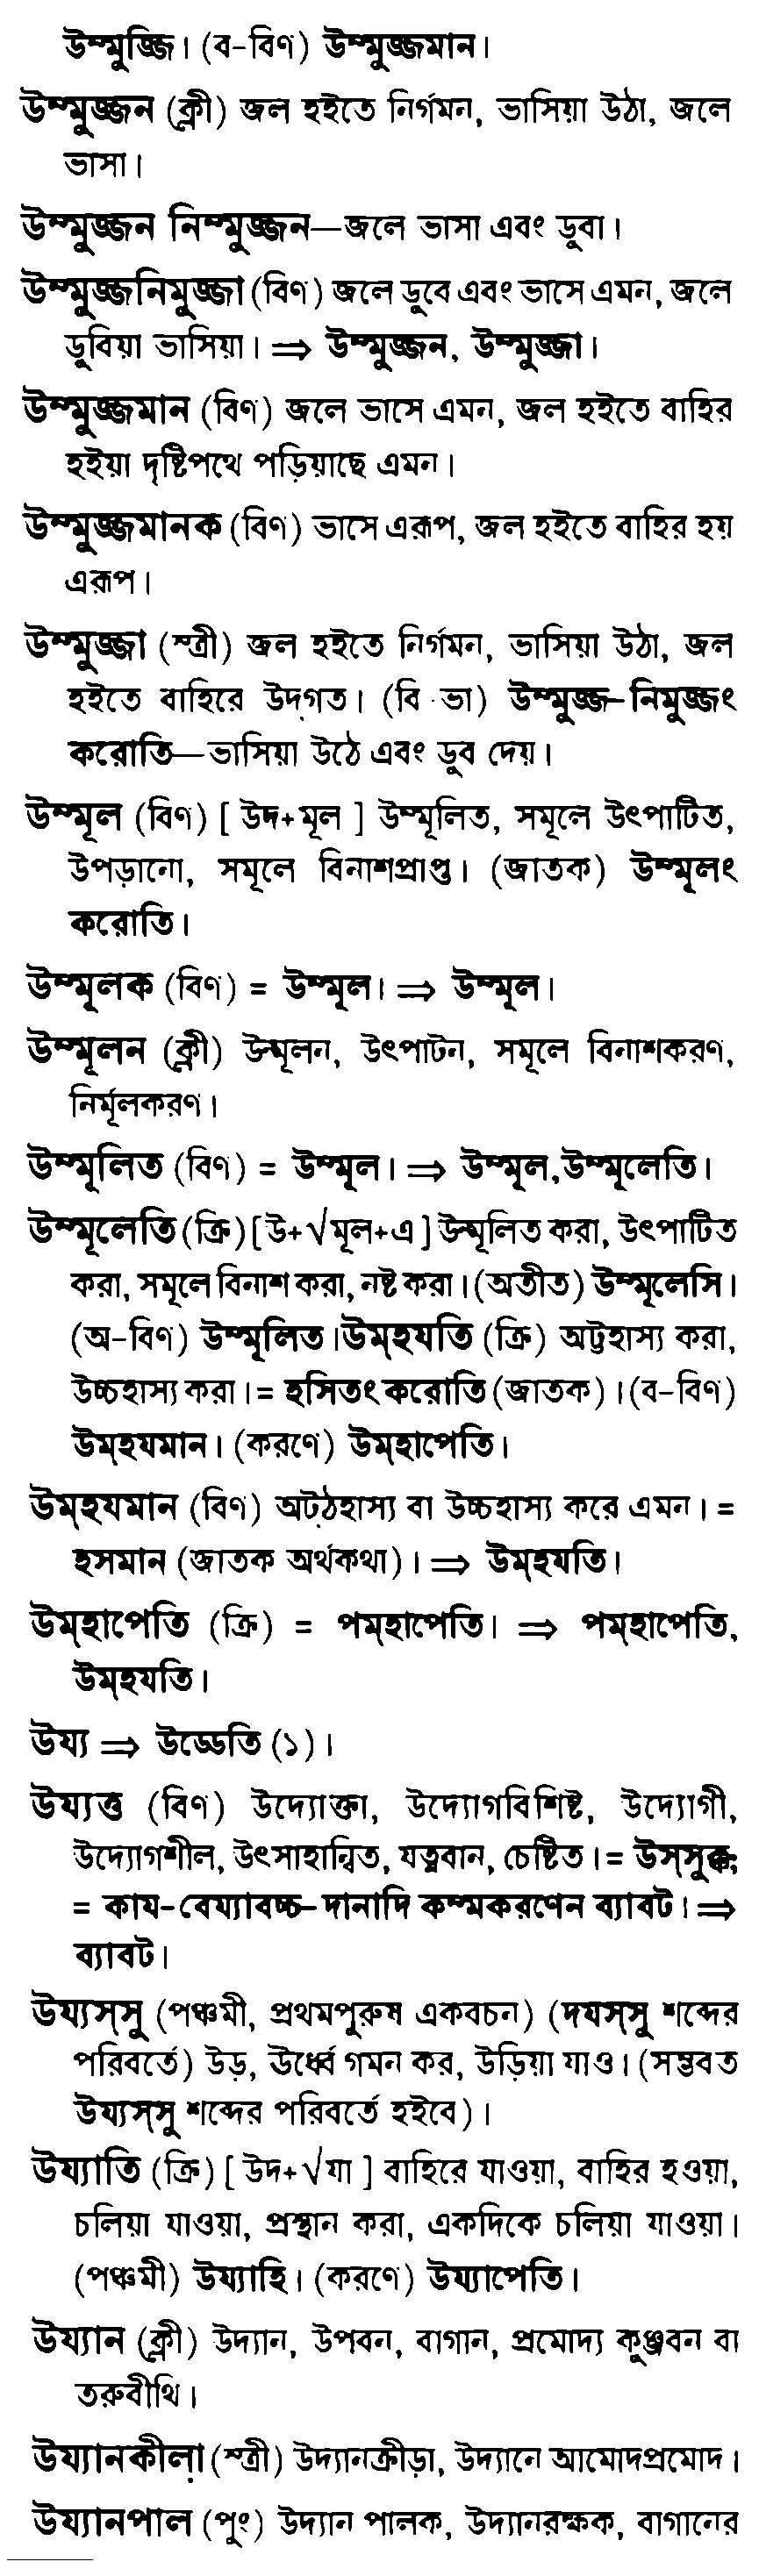 উম্মুজ্জি। (ব-বিণ) উম্মুজ্জমান।
উম্মুজ্জন (ক্লী) জল হইতে নির্গমন, ভাসিয়া উঠা, জলে
ভাসা।
উম্মুজ্জন নিম্মুজ্জন—জলে ভাসা এবং ডুবা।
উম্মুজ্জনিমুজ্জা (বিণ) জলে ডুবে এবং ভাসে এমন, জলে
ডুবিয়া ভাসিয়া। ⇒ উম্মুজ্জন, উম্মুজ্জা।
উম্মুজ্জমান (বিণ) জলে ভাসে এমন, জল হইতে বাহির
হইয়া দৃষ্টিপথে পড়িয়াছে এমন।
উম্মুজ্জমানক (বিণ) ভাসে এরূপ, জল হইতে বাহির হয়
এরূপ।
উম্মুজ্জা (স্ত্রী) জল হইতে নির্গমন, ভাসিয়া উঠা, জল
হইতে বাহিরে উদ্গত। (বি ভা) উম্মুজ্জ-নিমুজ্জং
করোতি—ভাসিয়া উঠে এবং ডুব দেয়।
উম্মূল (বিণ) [ উদ+মূল ] উম্মূলিত, সমূলে উৎপাটিত,
উপড়ানো, সমূলে বিনাশপ্রাপ্ত। (জাতক) উম্মূলং
করোতি।
উম্মূলক (বিণ) = উম্মূল। ⇒ উম্মূল।
উম্মূলন (ক্লী) উন্মূলন, উৎপাটন, সমূলে বিনাশকরণ,
নির্মূলকরণ।
উম্মূলিত (বিণ) = উম্মূল। ⇒ উম্মূল,উম্মূলেতি।
উম্মূলেতি (ক্রি) [উ+√মূল+এ] উন্মূলিত করা, উৎপাটিত
করা, সমূলে বিনাশ করা, নষ্ট করা। (অতীত) উম্মূলেসি।
(অ-বিণ) উম্মূলিত। উম্হযতি (ক্রি) অট্টহাস্য করা,
উচ্চহাস্য করা। = হসিতং করোতি (জাতক)। (ব-বিণ)
উম্হযমান। (করণে) উম্হাপেতি।
উম্হযমান (বিণ) অট্ঠহাস্য বা উচ্চহাস্য করে এমন। =
হসমান (জাতক অর্থকথা)। ⇒ উম্হযতি।
উম্হাপেতি (ক্রি) = পম্হাপেতি। ⇒ পম্হাপেতি,
উম্হযতি।
উয্য ⇒ উড্ডেতি (১)।
উয্যত্ত (বিণ) উদ্যোক্তা, উদ্যোগবিশিষ্ট, উদ্যোগী,
উদ্যোগশীল, উৎসাহান্বিত, যত্নবান, চেষ্টিত। = উস্সুক্ক;
= কায-বেয্যাবচ্চ-দানাদি কম্মকরণেন ব্যাবট। ⇒
ব্যাবট।
উয্যস্সু (পঞ্চমী, প্রথমপুরুষ একবচন) (দযস্সু শব্দের
পরিবর্তে) উড়, ঊর্ধ্বে গমন কর, উড়িয়া যাও। (সম্ভবত
উয্যস্সু শব্দের পরিবর্তে হইবে)।
উয্যাতি (ক্রি) [ উদ+√যা ] বাহিরে যাওয়া, বাহির হওয়া,
চলিয়া যাওয়া, প্রস্থান করা, একদিকে চলিয়া যাওয়া।
(পঞ্চমী) উয্যাহি। (করণে) উয্যাপেতি।
উয্যান (ক্লী) উদ্যান, উপবন, বাগান, প্রমোদ্য কুঞ্জবন বা
তরুবীথি।
উয্যানকীল়া (স্ত্রী) উদ্যানক্রীড়া, উদ্যানে আমোদপ্রমোদ।
উয্যানপাল (পুং) উদ্যান পালক, উদ্যানরক্ষক, বাগানের